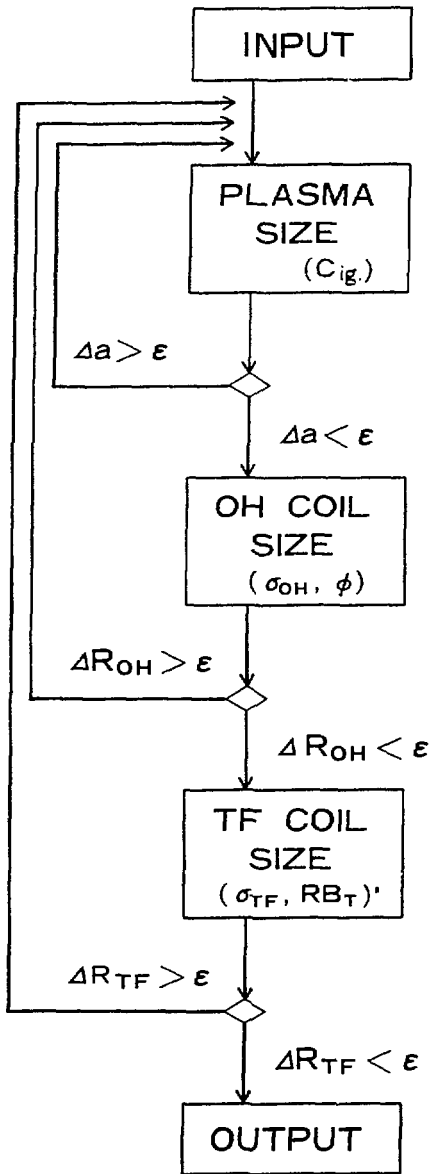 INPUT
PLASMA
SIZE
(Cig.)
Δa > ε
Δa < ε
OH COIL
SIZE
(σOH, φ)
ΔROH > ε
ΔROH < ε
TF COIL
SIZE
(σTF, RBT)'
ΔRTF > ε
ΔRTF < ε
OUTPUT